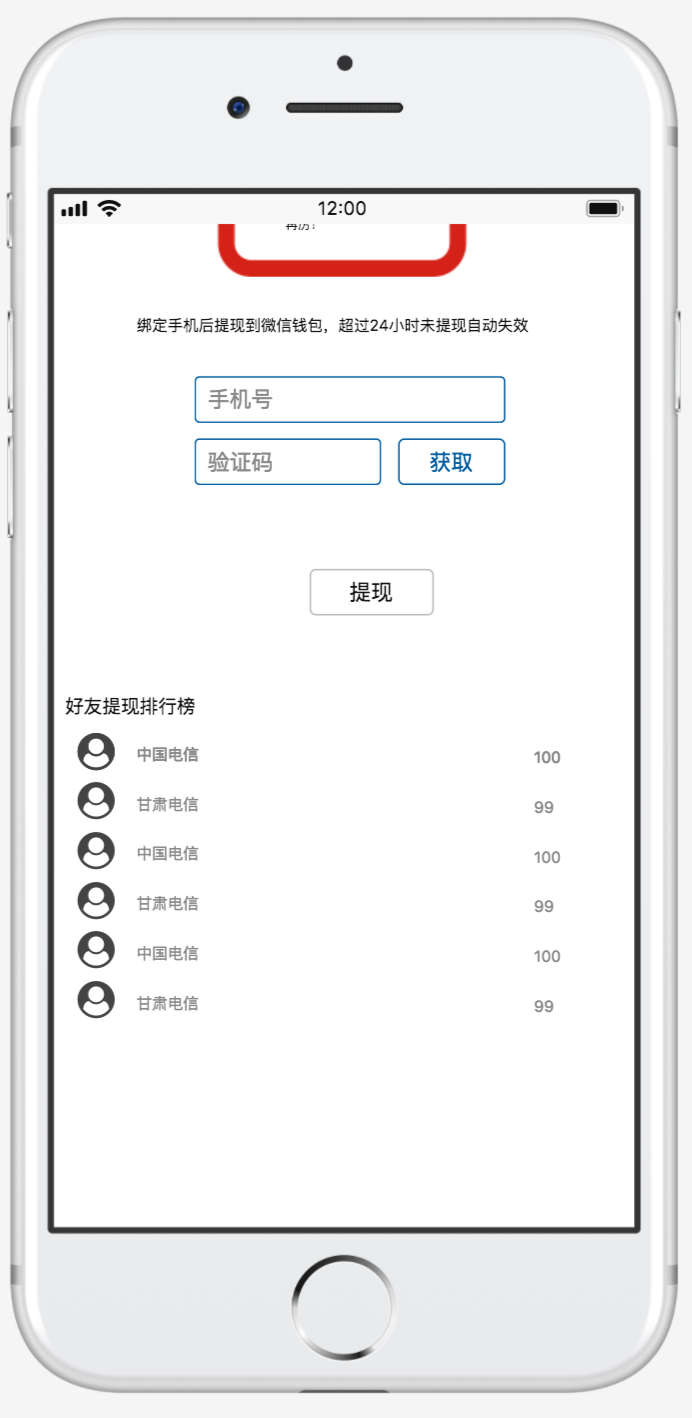 12:00
绑定手机后提现到微信钱包，超过24小时未提现自动失效
手机号
验证码 获取
提现
好友提现排行榜
中国电信 100
甘肃电信 99
中国电信 100
甘肃电信 99
中国电信 100
甘肃电信 99